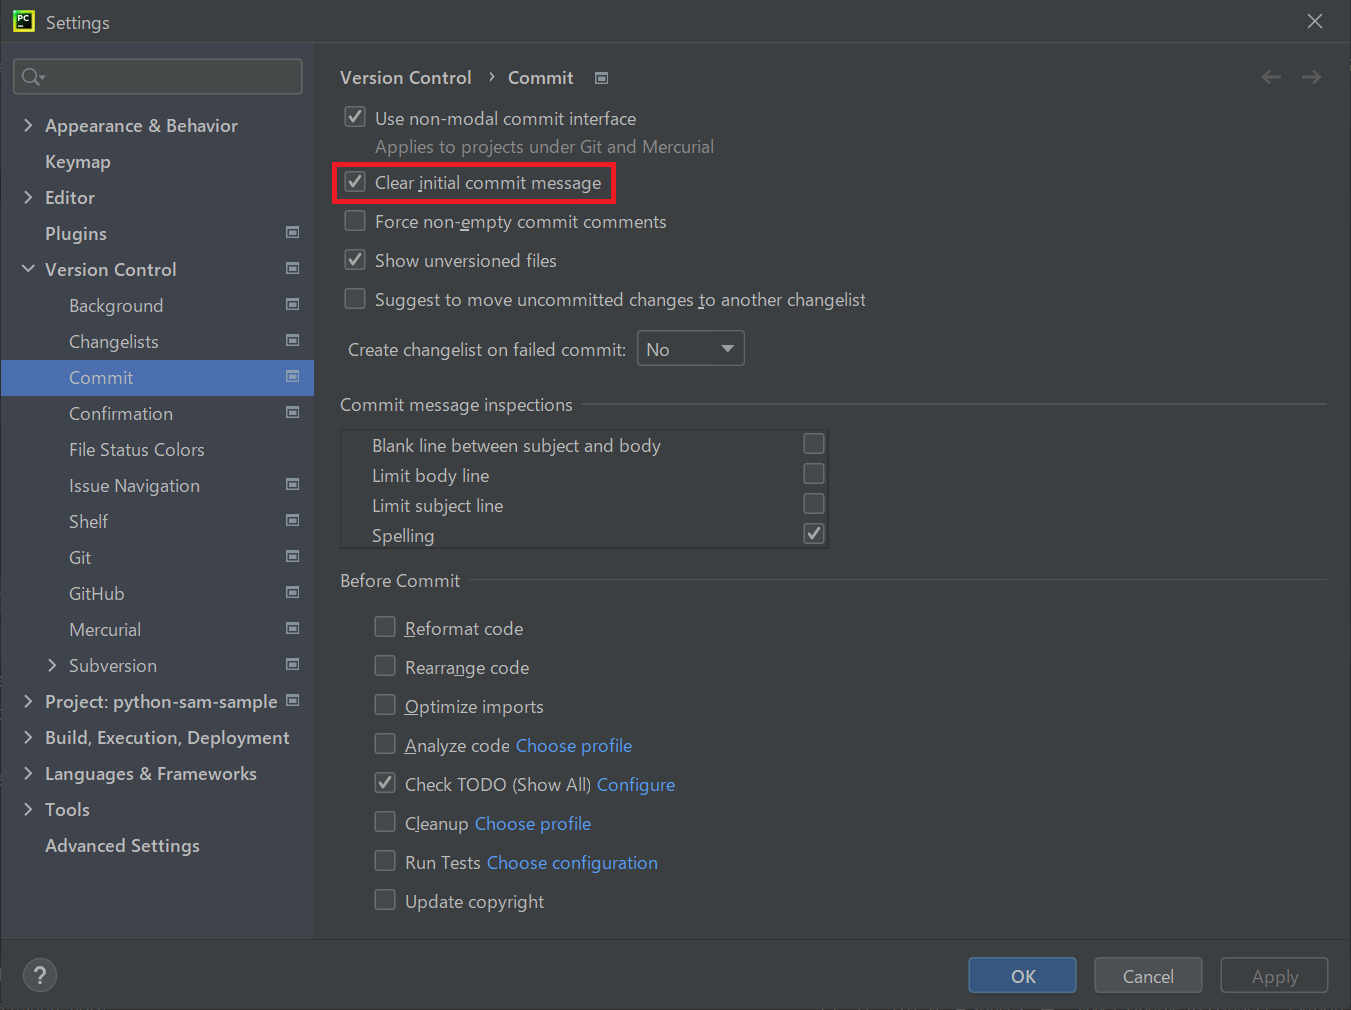 PC
Settings
Appearance & Behavior
Keymap
Editor
Plugins
Version Control
Background
Changelists
Commit
Confirmation
File Status Colors
Issue Navigation
Shelf
Git
GitHub
Mercurial
Subversion
Project: python-sam-sample
Build, Execution, Deployment
Languages & Frameworks
Tools
Advanced Settings
Version Control › Commit
Use non-modal commit interface
Applies to projects under Git and Mercurial
Clear initial commit message
Force non-empty commit comments
Show unversioned files
Suggest to move uncommitted changes to another changelist
Create changelist on failed commit: No
Commit message inspections
Blank line between subject and body
Limit body line
Limit subject line
Spelling
Before Commit
Reformat code
Rearrange code
Optimize imports
Analyze code Choose profile
Check TODO (Show All) Configure
Cleanup Choose profile
Run Tests Choose configuration
Update copyright
?
OK
Cancel
Apply